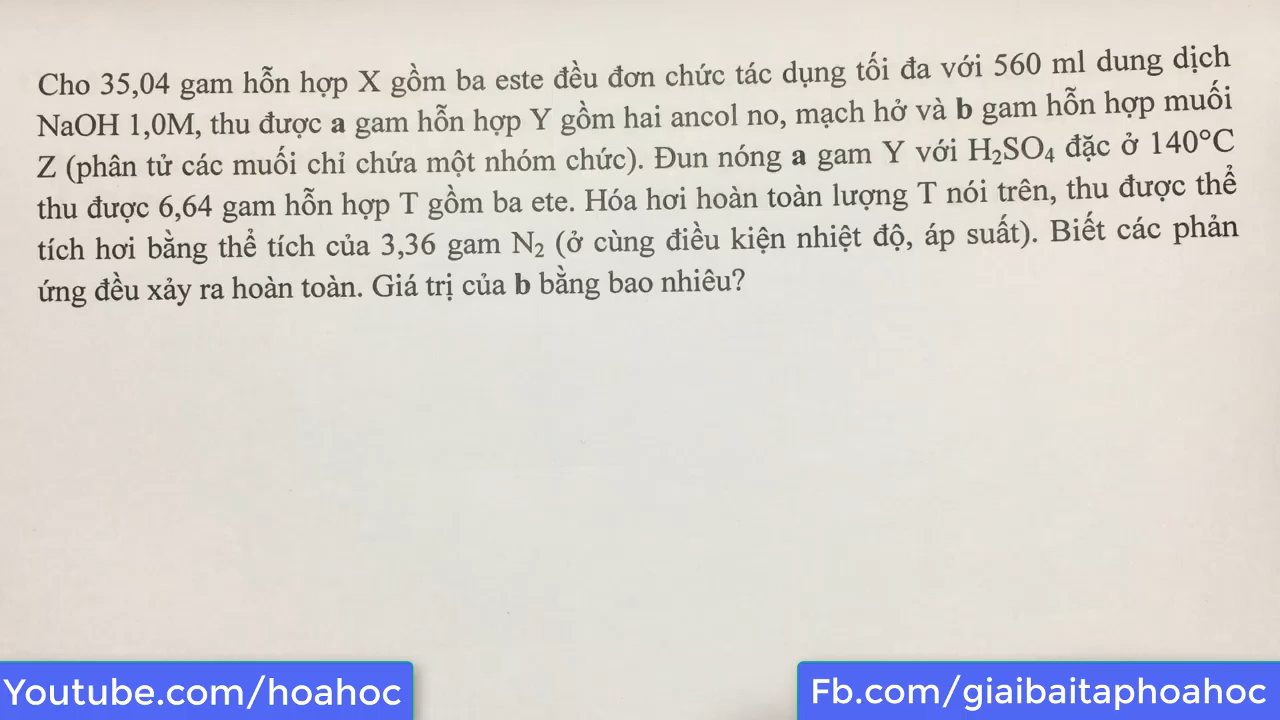 Cho 35,04 gam hỗn hợp X gồm ba este đều đơn chức tác dụng tối đa với 560 ml dung dịch
NaOH 1,0M, thu được a gam hỗn hợp Y gồm hai ancol no, mạch hở và b gam hỗn hợp muối
Z (phân tử các muối chỉ chứa một nhóm chức). Đun nóng a gam Y với H₂SO₄ đặc ở 140°C
thu được 6,64 gam hỗn hợp T gồm ba ete. Hóa hơi hoàn toàn lượng T nói trên, thu được thể
tích hơi bằng thể tích của 3,36 gam N₂ (ở cùng điều kiện nhiệt độ, áp suất). Biết các phản
ứng đều xảy ra hoàn toàn. Giá trị của b bằng bao nhiêu?
Youtube.com/hoahoc
Fb.com/giaibaitaphoahoc